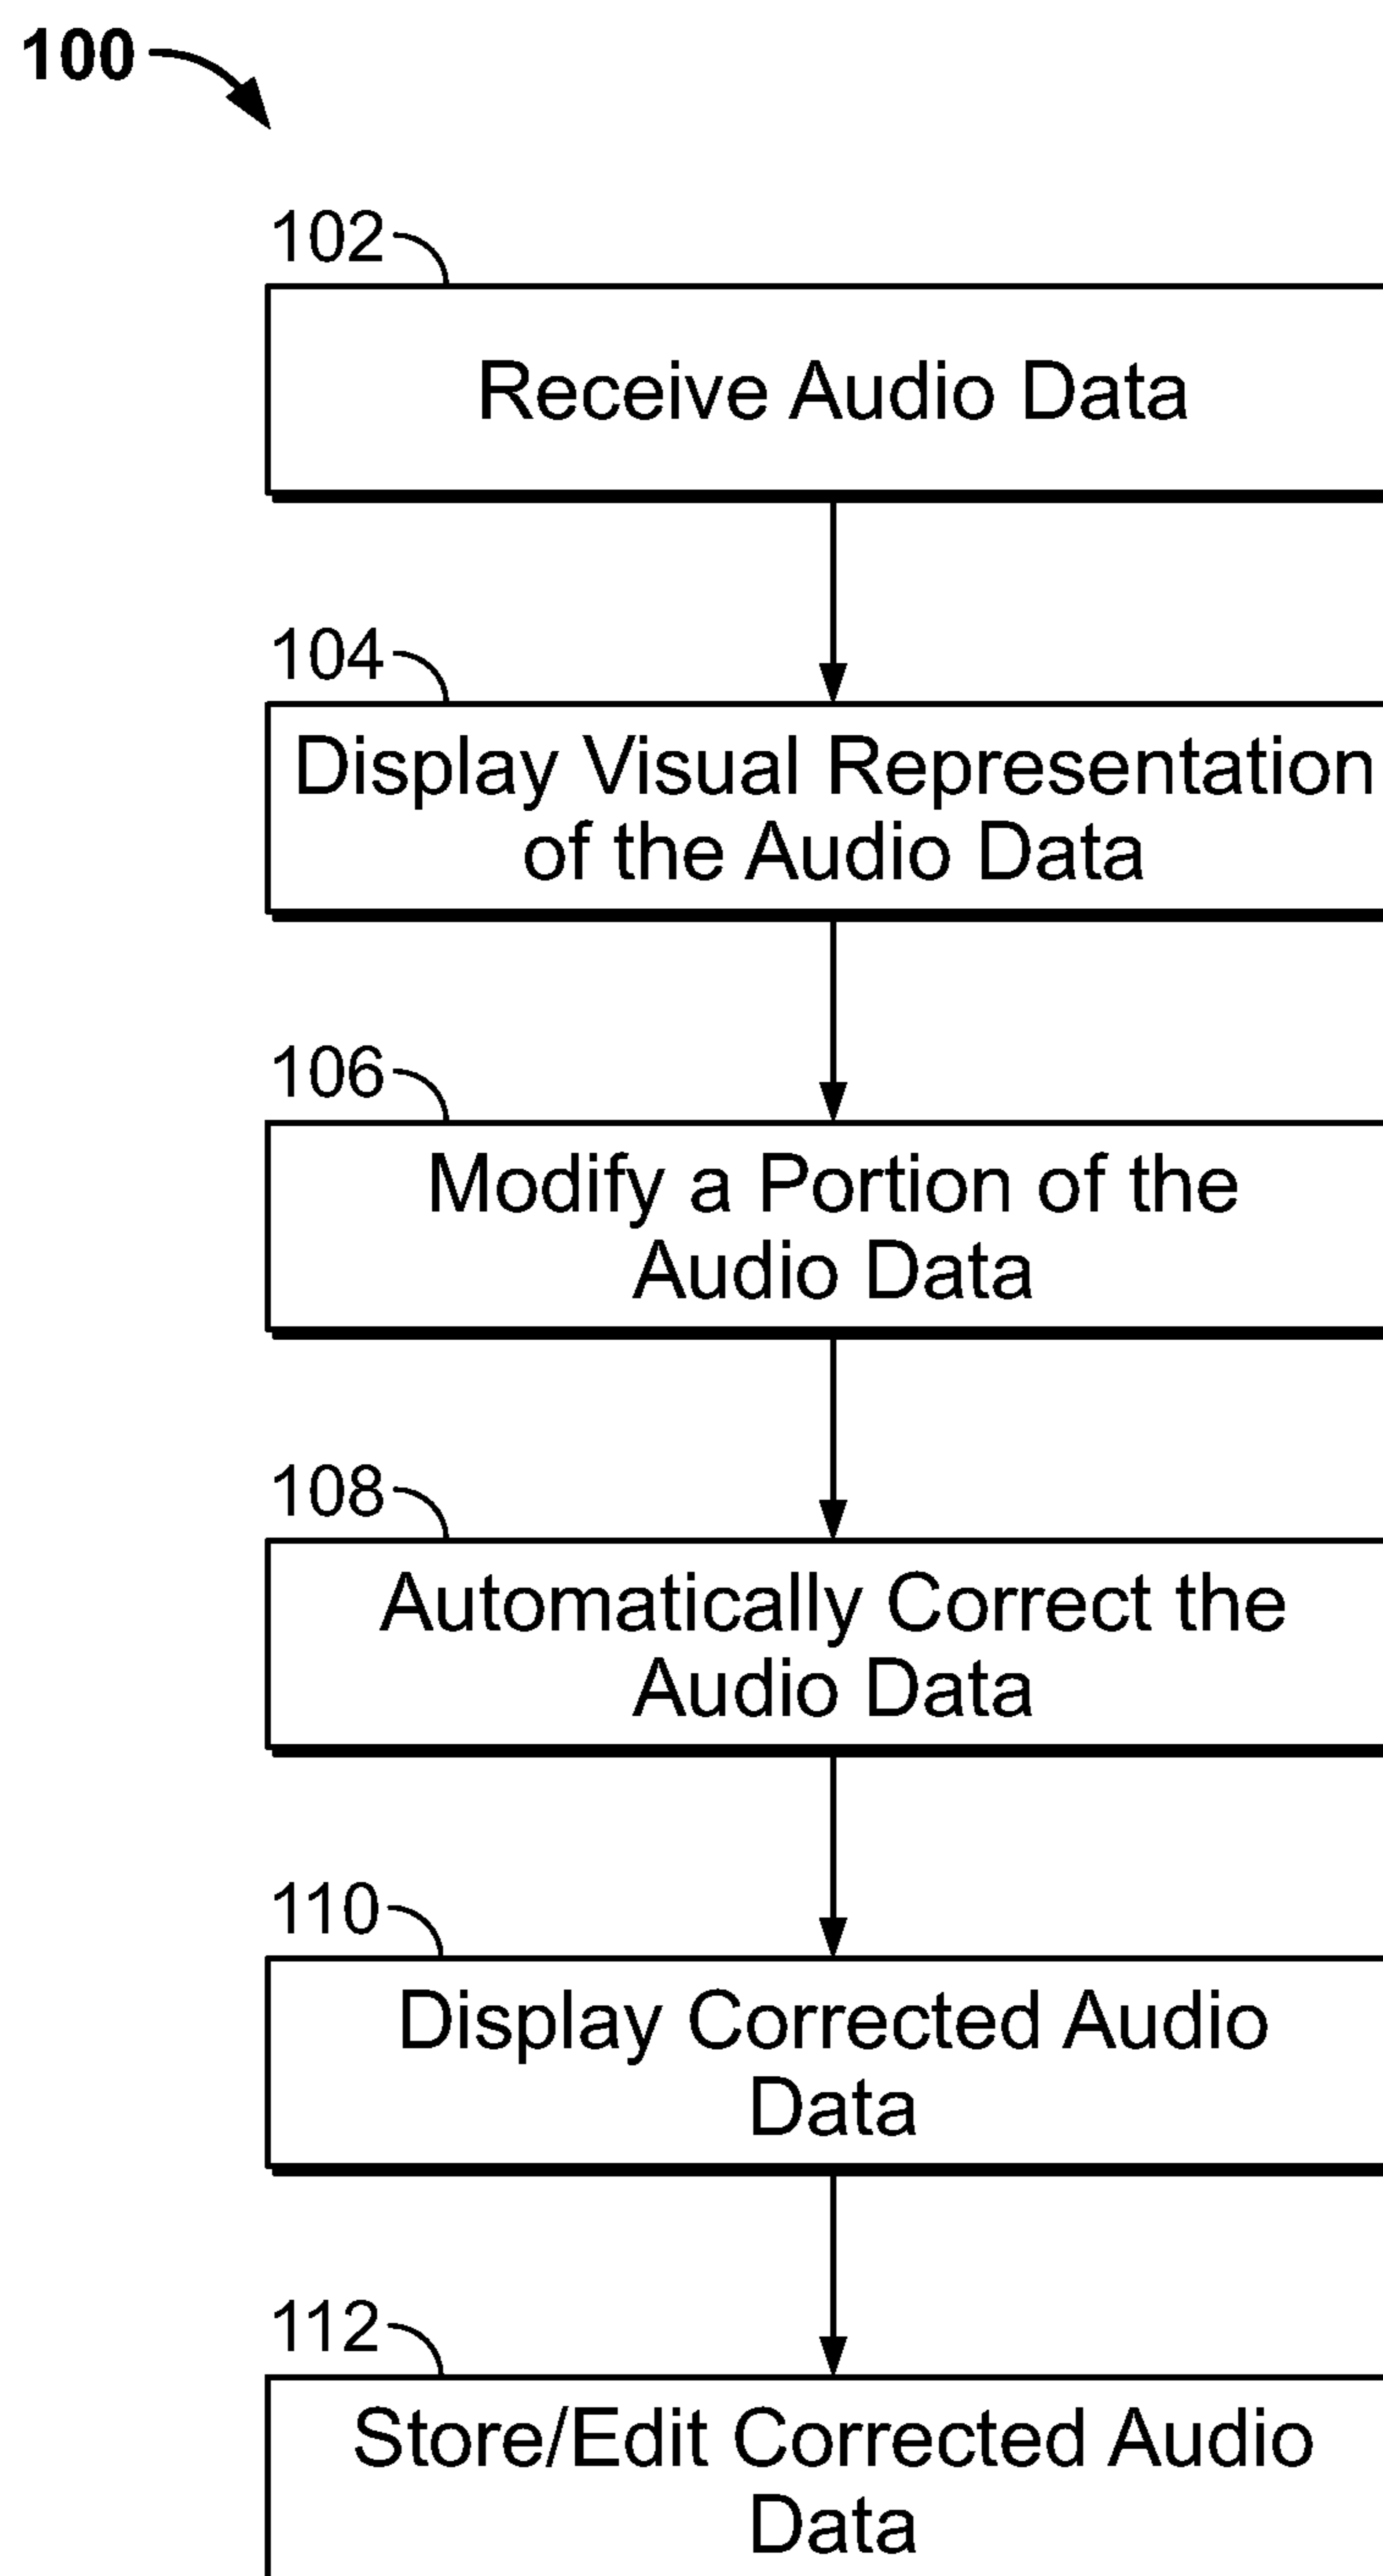 100
102
Receive Audio Data
104
Display Visual Representation
of the Audio Data
106
Modify a Portion of the
Audio Data
108
Automatically Correct the
Audio Data
110
Display Corrected Audio
Data
112
Store/Edit Corrected Audio
Data